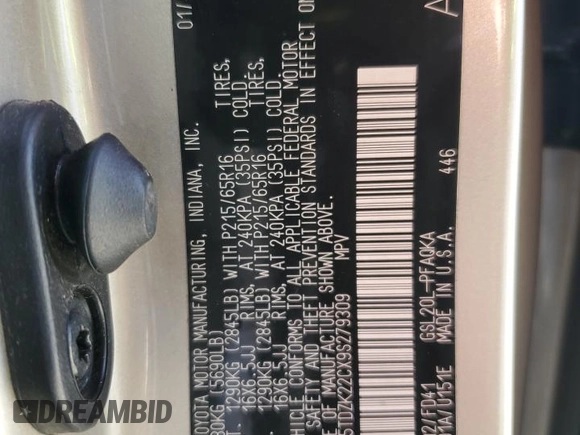 01/
TOYOTA MOTOR MANUFACTURING, INDIANA, INC.
80KG (5690LB)
T. 1290KG (2845LB) WITH P215/65R16 TIRES,
16X6.5JJ RIMS, AT 240KPA (35PSI) COLD.
1290KG (2845LB) WITH P215/65R16 TIRES,
16X6.5JJ RIMS, AT 240KPA (35PSI) COLD.
VEHICLE CONFORMS TO ALL APPLICABLE FEDERAL MOTOR
SAFETY AND THEFT PREVENTION STANDARDS IN EFFECT ON
MANUFACTURE SHOWN ABOVE.
5TDZK22CX9S279309 MPV
A
446
2/FD41 GSL20L-PFAQKA
1A/U151E MADE IN U.S.A.
DREAMBID